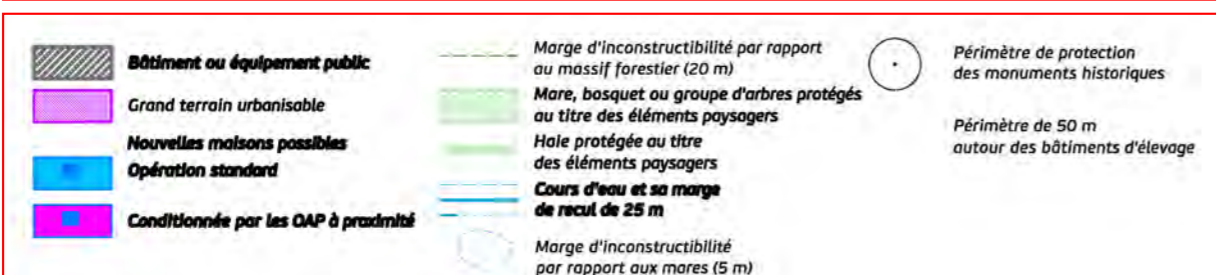 Bâtiment ou équipement public
Grand terrain urbanisable
Nouvelles maisons possibles
Opération standard
Conditionnée par les OAP à proximité
Marge d'inconstructibilité par rapport
au massif forestier (20 m)
Mare, bosquet ou groupe d'arbres protégés
au titre des éléments paysagers
Haie protégée au titre
des éléments paysagers
Cours d'eau et sa marge
de recul de 25 m
Marge d'inconstructibilité
par rapport aux mares (5 m)
Périmètre de protection
des monuments historiques
Périmètre de 50 m
autour des bâtiments d'élevage